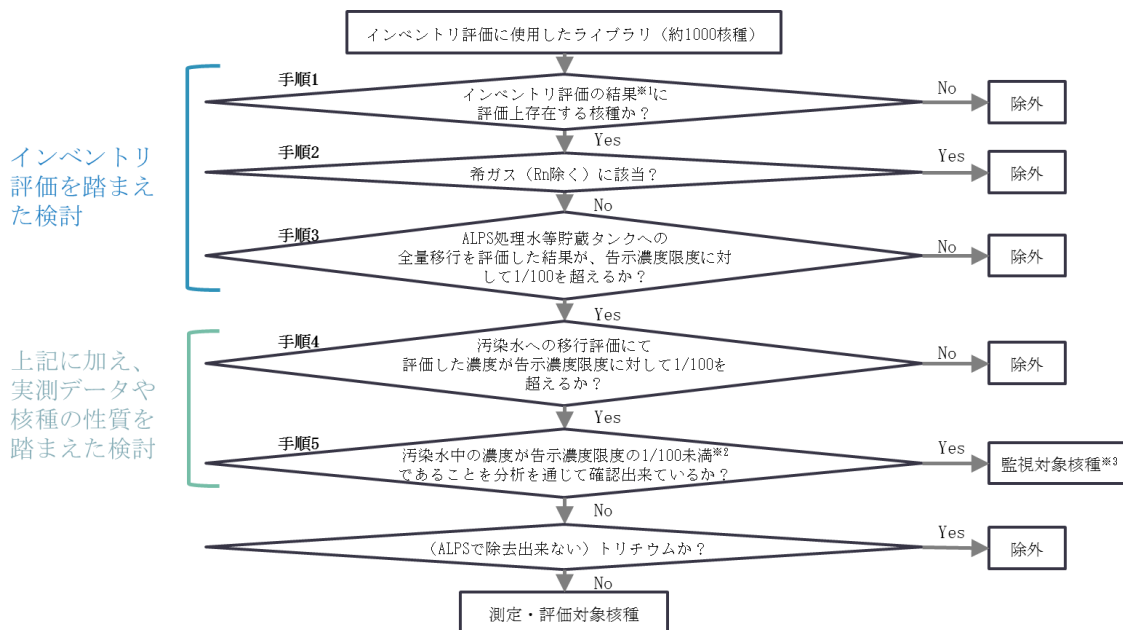 インベントリ評価に使用したライブラリ（約1000核種）
手順1
インベントリ評価の結果※1に
評価上存在する核種か？
No
除外
Yes
インベントリ
評価を踏まえ
た検討
手順2
希ガス（Rn除く）に該当？
Yes
除外
No
手順3
ALPS処理水等貯蔵タンクへの
全量移行を評価した結果が、告示濃度限度に対
して1/100を超えるか？
No
除外
Yes
上記に加え、
実測データや
核種の性質を
踏まえた検討
手順4
汚染水への移行評価にて
評価した濃度が告示濃度限度に対して1/100を
超えるか？
No
除外
Yes
手順5
汚染水中の濃度が告示濃度限度の1/100未満※2
であることを分析を通じて確認出来ているか？
Yes
監視対象核種※3
No
（ALPSで除去出来ない）トリチウムか？
Yes
除外
No
測定・評価対象核種